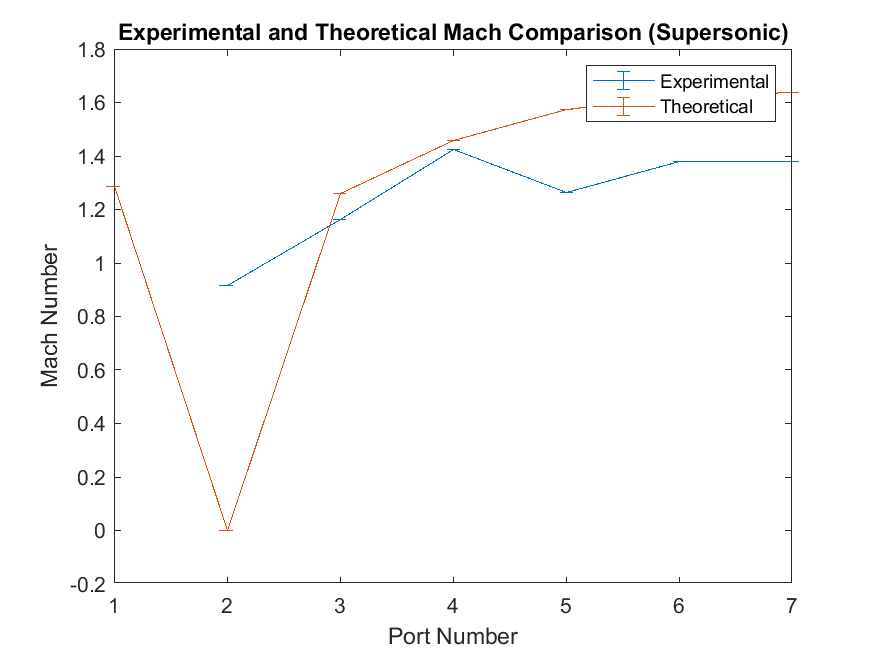 Experimental and Theoretical Mach Comparison (Supersonic)
1.8
1.6
1.4
1.2
1
0.8
0.6
0.4
0.2
0
-0.2
Mach Number
Experimental
Theoretical
1 2 3 4 5 6 7
Port Number